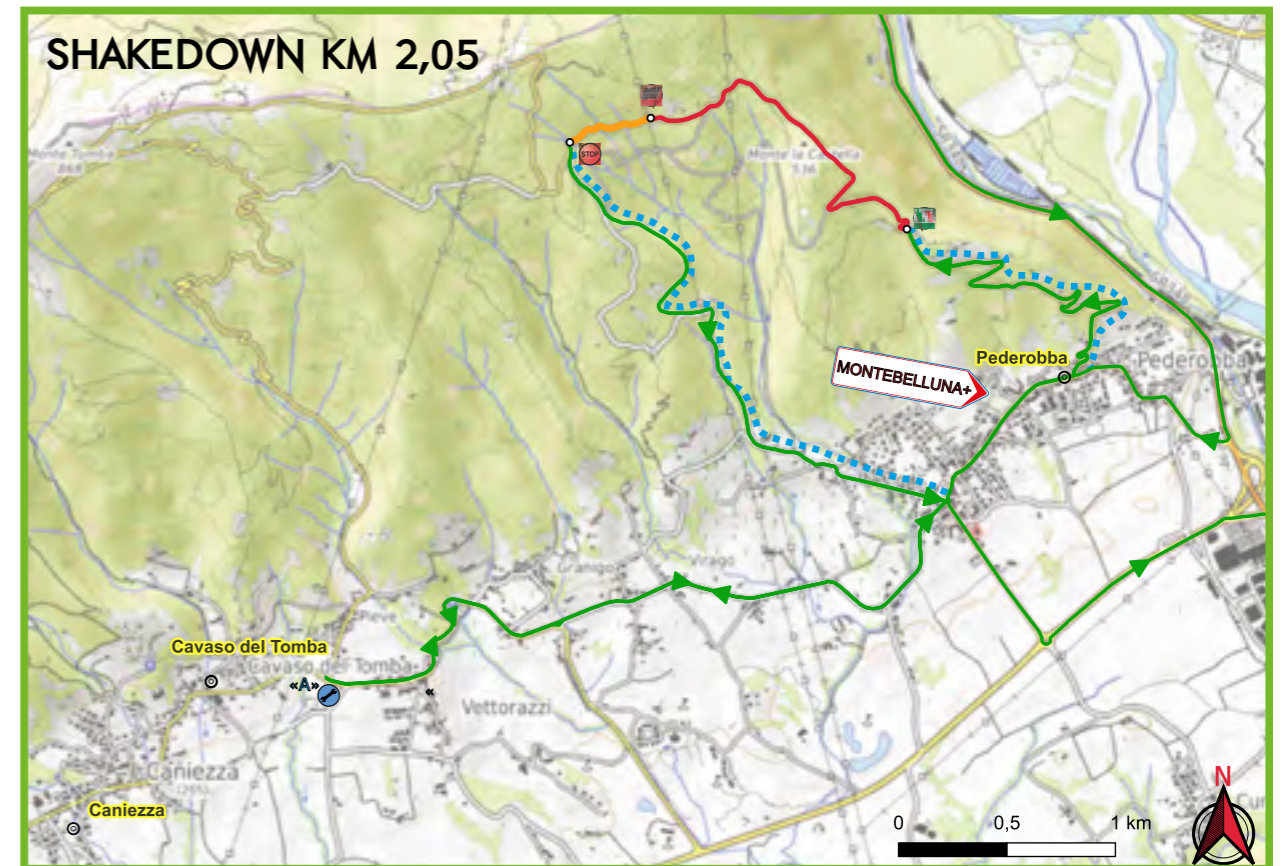 SHAKEDOWN KM 2,05
STOP
Monte Tomba
868
Monte la Castella
Pederobba
Pederobba
MONTEBELLUNA+
Granigo
Virago
Pieve
Cavaso del Tomba
Cavaso del Tomba
«A»
«
Vettorazzi
Caniezza
Caniezza
N
0 0,5 1 km